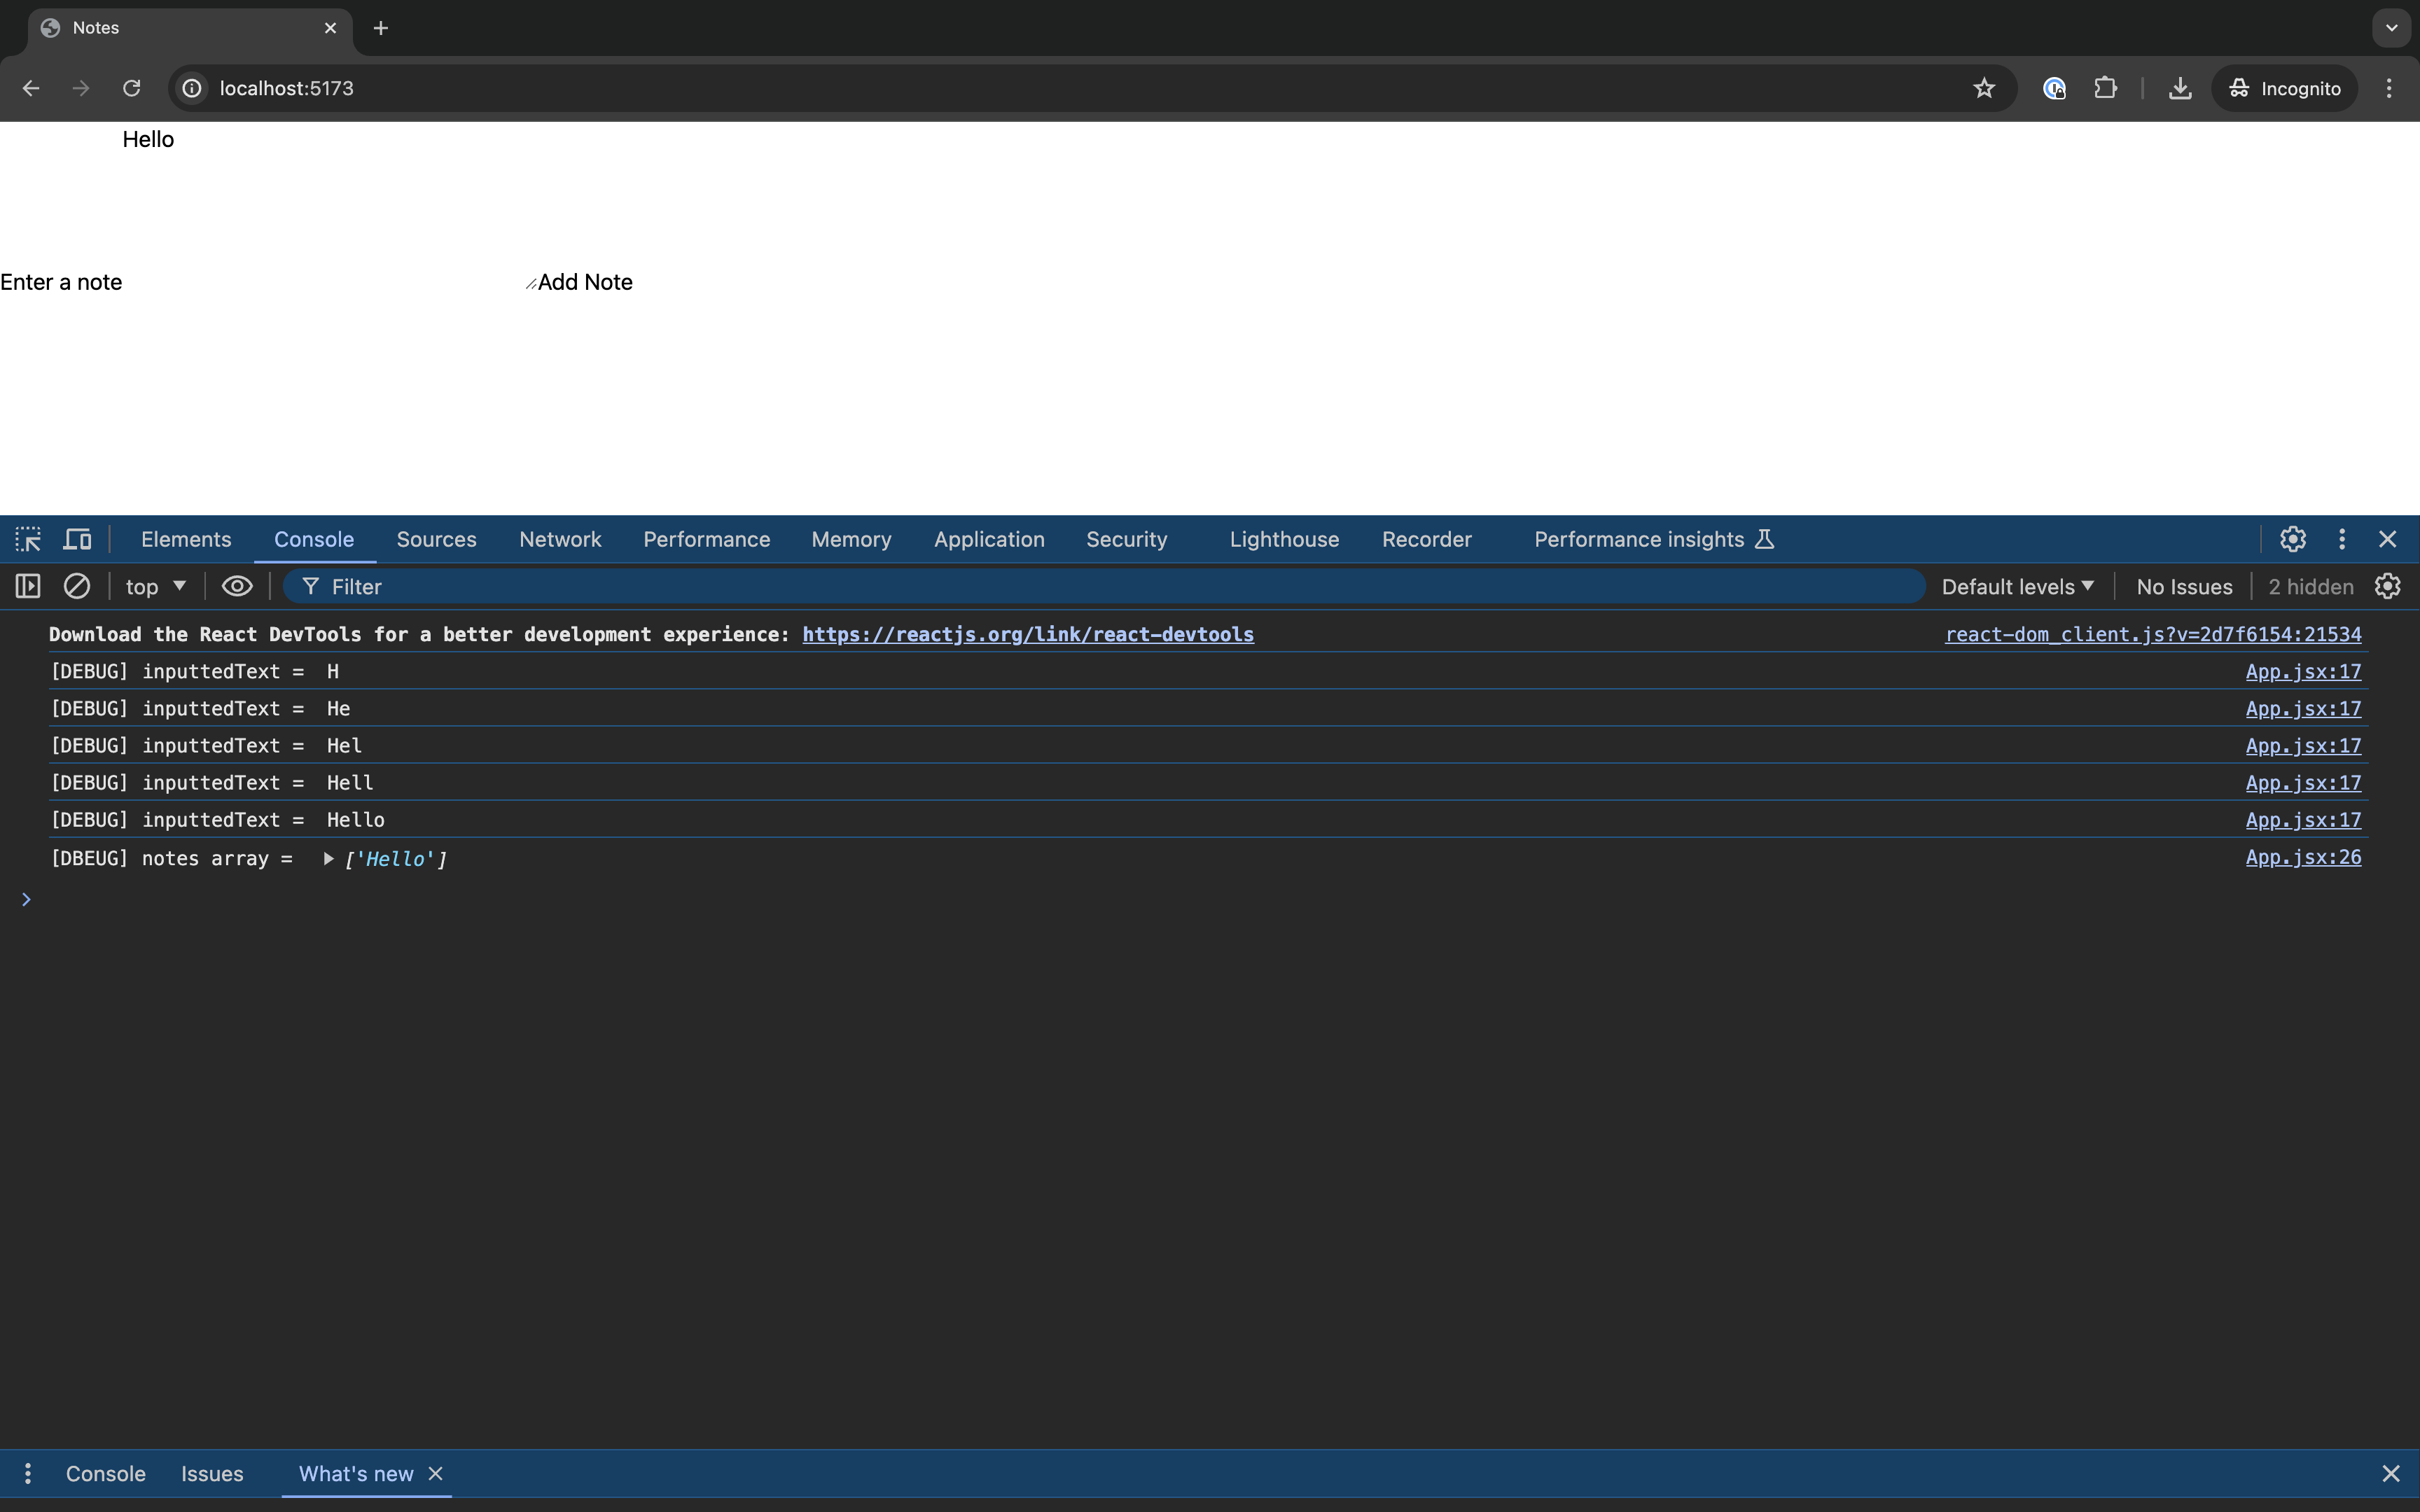 Notes
localhost:5173
Incognito
Hello
Enter a note
Add Note
Elements Console Sources Network Performance Memory Application Security Lighthouse Recorder Performance insights
top Filter Default levels No Issues 2 hidden
Download the React DevTools for a better development experience: https://reactjs.org/link/react-devtools react-dom_client.js?v=2d7f6154:21534
[DEBUG] inputtedText = H App.jsx:17
[DEBUG] inputtedText = He App.jsx:17
[DEBUG] inputtedText = Hel App.jsx:17
[DEBUG] inputtedText = Hell App.jsx:17
[DEBUG] inputtedText = Hello App.jsx:17
[DBEUG] notes array = ['Hello'] App.jsx:26
Console Issues What's new